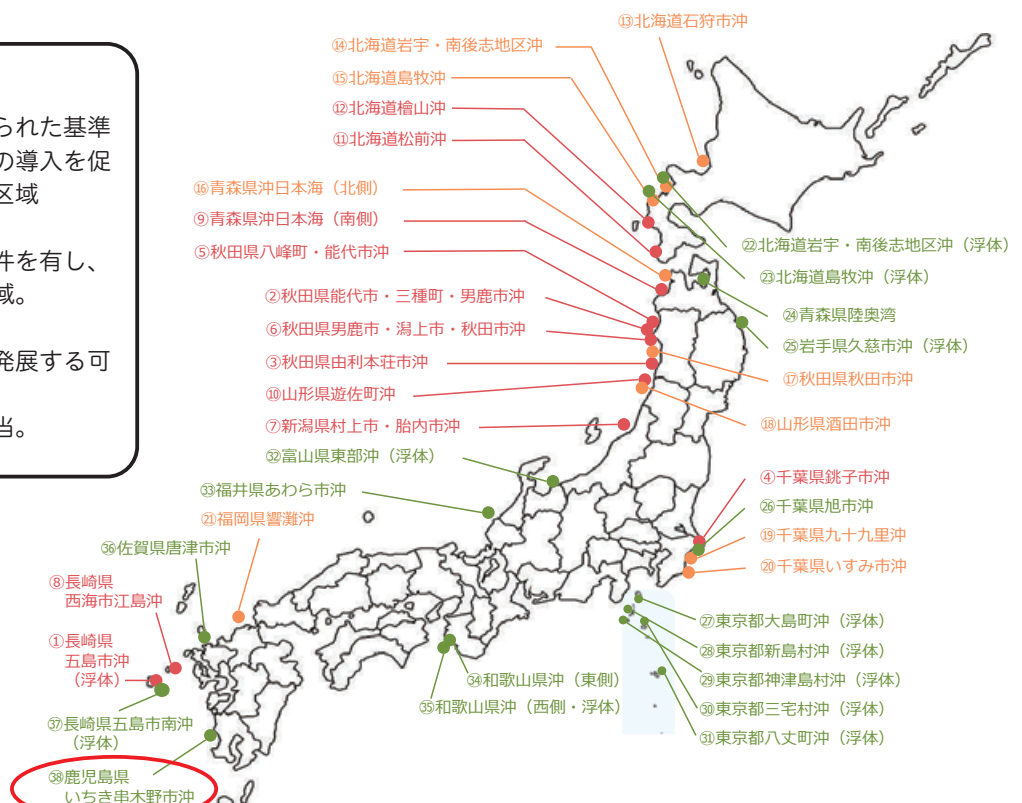 られた基準
の導入を促
区域
件を有し、
域。
発展する可
当。
⑬北海道石狩市沖
⑭北海道岩宇・南後志地区沖
⑮北海道島牧沖
⑫北海道檜山沖
⑪北海道松前沖
⑯青森県沖日本海（北側）
⑨青森県沖日本海（南側）
⑤秋田県八峰町・能代市沖
②秋田県能代市・三種町・男鹿市沖
⑥秋田県男鹿市・潟上市・秋田市沖
③秋田県由利本荘市沖
⑩山形県遊佐町沖
⑦新潟県村上市・胎内市沖
㉜富山県東部沖（浮体）
㉝福井県あわら市沖
㉑福岡県響灘沖
㊱佐賀県唐津市沖
⑧長崎県
西海市江島沖
①長崎県
五島市沖
（浮体）
㊲長崎県五島市南沖
（浮体）
㊳鹿児島県
いちき串木野市沖
㉒北海道岩宇・南後志地区沖（浮体）
㉓北海道島牧沖（浮体）
㉔青森県陸奥湾
㉕岩手県久慈市沖（浮体）
⑰秋田県秋田市沖
⑱山形県酒田市沖
④千葉県銚子市沖
㉖千葉県旭市沖
⑲千葉県九十九里沖
⑳千葉県いすみ市沖
㉗東京都大島町沖（浮体）
㉘東京都新島村沖（浮体）
㉙東京都神津島村沖（浮体）
㉚東京都三宅村沖（浮体）
㉛東京都八丈町沖（浮体）
㉞和歌山県沖（東側）
㉟和歌山県沖（西側・浮体）